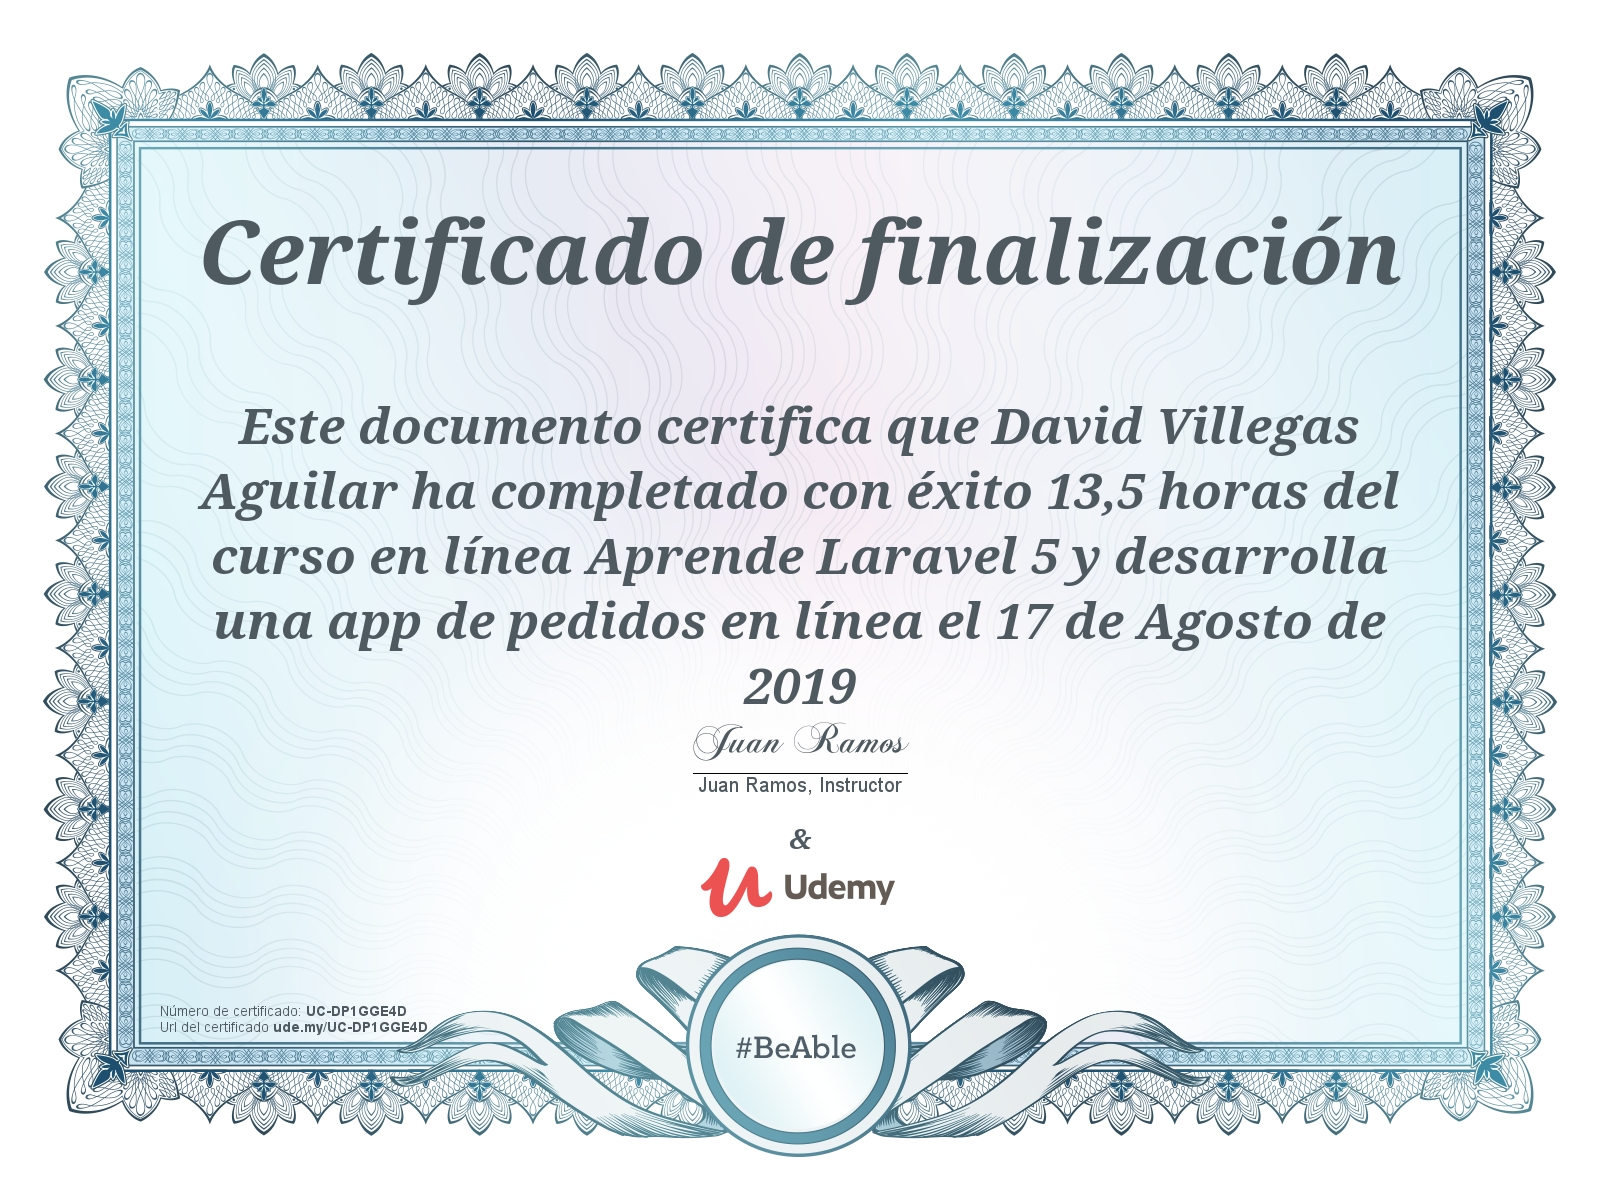 Certificado de finalización
Este documento certifica que David Villegas
Aguilar ha completado con éxito 13,5 horas del
curso en línea Aprende Laravel 5 y desarrolla
una app de pedidos en línea el 17 de Agosto de
2019
Juan Ramos
Juan Ramos, Instructor
&
Udemy
Número de certificado: UC-DP1GGE4D
Url del certificado ude.my/UC-DP1GGE4D
#BeAble